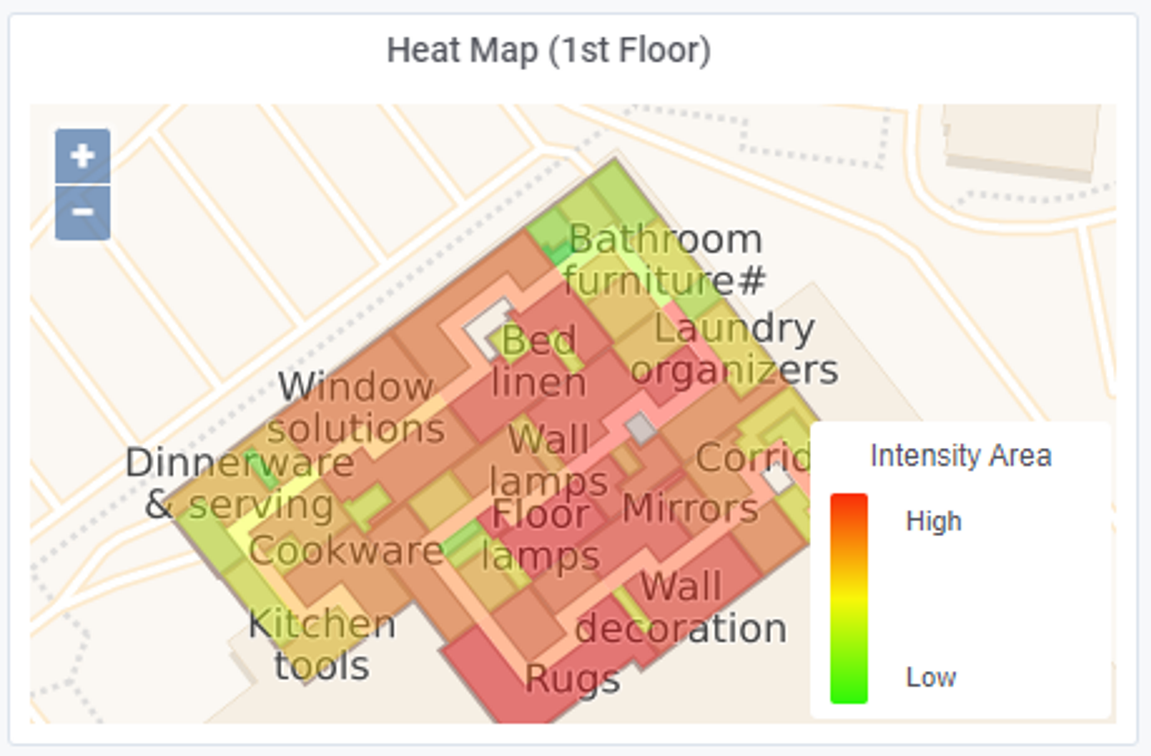 Heat Map (1st Floor)
+
−
Bathroom
furniture#
Laundry
organizers
Bed
linen
Window
solutions
Wall
lamps
Dinnerware
& serving
Corrid
Floor
lamps
Mirrors
Cookware
Wall
decoration
Kitchen
tools
Rugs
Intensity Area
High
Low